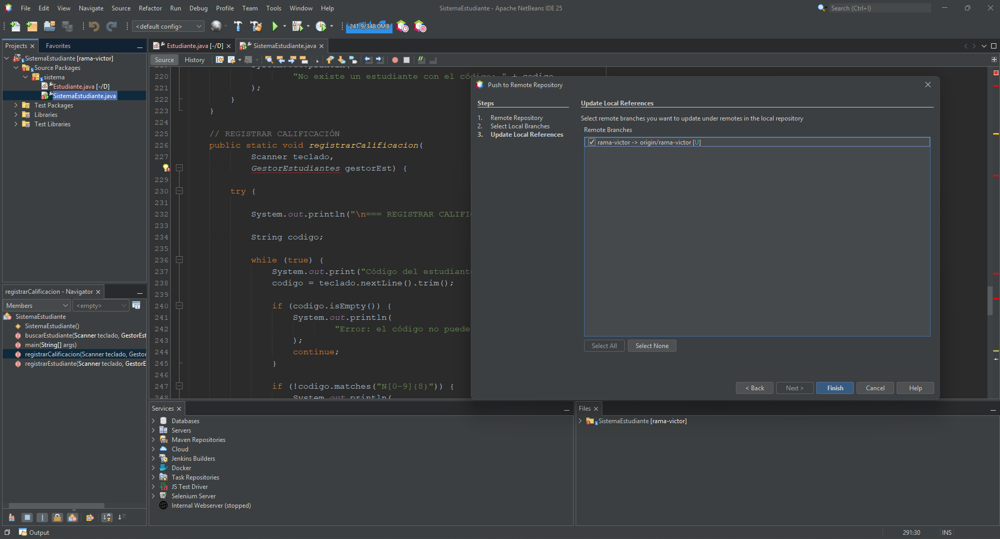 File Edit View Navigate Source Refactor Run Debug Profile Team Tools Window Help
SistemaEstudiante - Apache NetBeans IDE 25
Search (Ctrl+I)
<default config>
241.9/348.0MB
Projects
Favorites
SistemaEstudiante [rama-victor]
Source Packages
sistema
Estudiante.java [-/D]
SistemaEstudiante.java
Test Packages
Libraries
Test Libraries
Estudiante.java [-/D]
SistemaEstudiante.java
Source
History
220 "No existe un estudiante con el código: " + codigo
221 );
222 }
223 }
224
225 // REGISTRAR CALIFICACIÓN
226 public static void registrarCalificacion(
227 Scanner teclado,
GestorEstudiantes gestorEst) {
229
230 try {
231
232 System.out.println("\n=== REGISTRAR CALIFI
233
234 String codigo;
235
236 while (true) {
237 System.out.print("Código del estudiant
238 codigo = teclado.nextLine().trim();
239
240 if (codigo.isEmpty()) {
241 System.out.println(
242 "Error: el código no puede
243 );
244 continue;
245 }
246
247 if (!codigo.matches("N[0-9]{8}")) {
248 System.out.println(
Push to Remote Repository
Steps
1. Remote Repository
2. Select Local Branches
3. Update Local References
Update Local References
Select remote branches you want to update under remotes in the local repository
Remote Branches
rama-victor -> origin/rama-victor [U]
Select All
Select None
< Back
Next >
Finish
Cancel
Help
registrarCalificacion - Navigator
Members
<empty>
SistemaEstudiante
SistemaEstudiante()
buscarEstudiante(Scanner teclado, GestorEst
main(String[] args)
registrarCalificacion(Scanner teclado, Gestor
registrarEstudiante(Scanner teclado, GestorE
Services
Databases
Servers
Maven Repositories
Cloud
Jenkins Builders
Docker
Task Repositories
JS Test Driver
Selenium Server
Internal Webserver (stopped)
Files
SistemaEstudiante [rama-victor]
Output
291:30
INS